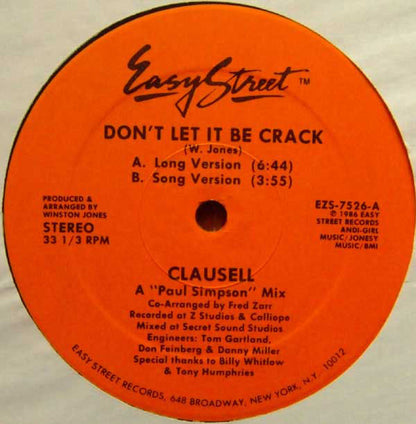 Easy Street ™
DON'T LET IT BE CRACK
(W. Jones)
A. Long Version (6:44)
B. Song Version (3:55)
PRODUCED &
ARRANGED BY
WINSTON JONES
STEREO
33 1/3 RPM
EZS-7526-A
℗ 1986 EASY
STREET RECORDS
ANDI-GIRL
MUSIC/JONESY
MUSIC/BMI
CLAUSELL
A "Paul Simpson" Mix
Co-Arranged by Fred Zarr
Recorded at Z Studios & Calliope
Mixed at Secret Sound Studios
Engineers: Tom Gartland,
Don Feinberg & Danny Miller
Special thanks to Billy Whitlow
& Tony Humphries
EASY STREET RECORDS, 648 BROADWAY, NEW YORK, N.Y. 10012